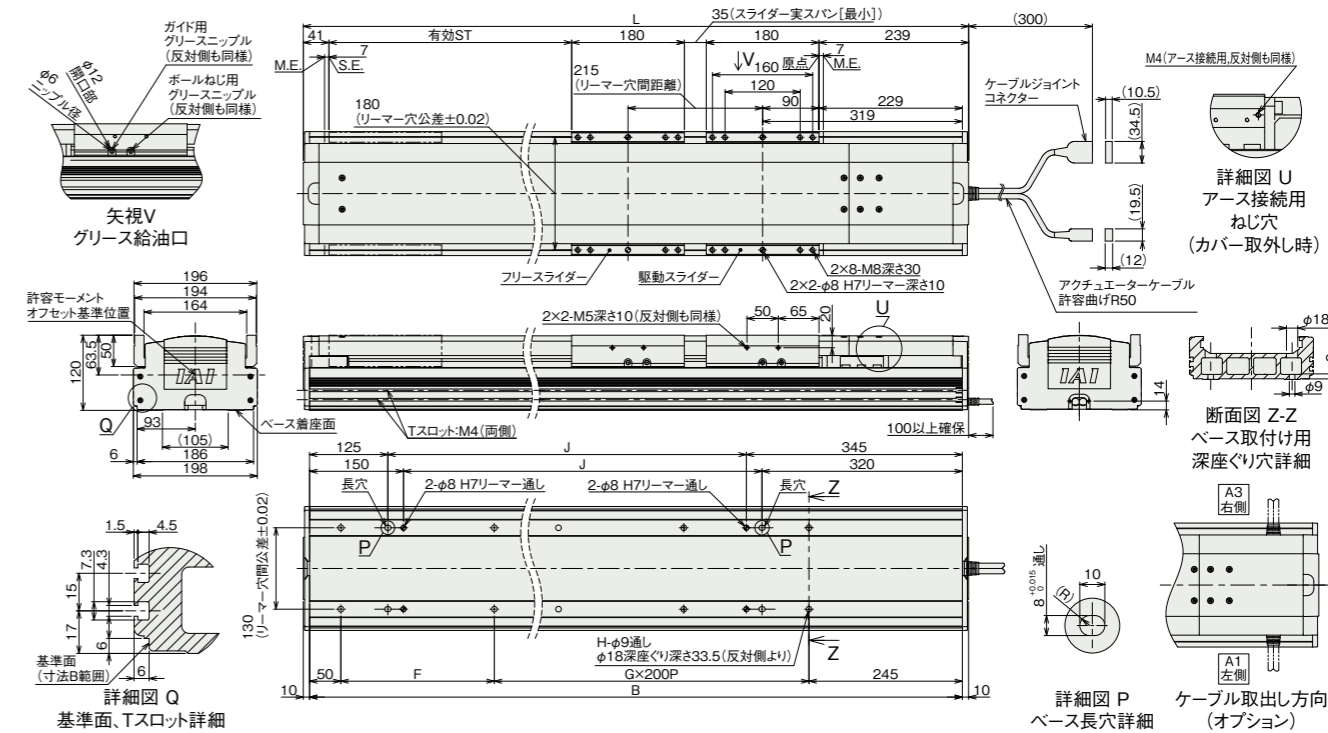 ガイド用
グリースニップル
(反対側も同様)
φ12
開口部
φ6
ニップル径
ボールねじ用
グリースニップル
(反対側も同様)
矢視V
グリース給油口
L
35(スライダー実スパン[最小])
(300)
41
有効ST
180
180
239
7
7
M.E.
S.E.
V
160
原点
M.E.
215
(リーマー穴間距離)
120
90
229
319
180
(リーマー穴公差±0.02)
ケーブルジョイント
コネクター
(10.5)
(34.5)
(19.5)
(12)
フリースライダー
駆動スライダー
2×8-M8深さ30
2×2-φ8 H7リーマー深さ10
アクチュエーターケーブル
許容曲げR50
M4(アース接続用,反対側も同様)
詳細図 U
アース接続用
ねじ穴
(カバー取外し時)
196
194
164
許容モーメント
オフセット基準位置
120
63.5
50
IAI
Q
93
(105)
6
186
198
ベース着座面
2×2-M5深さ10(反対側も同様)
50
65
20
U
Tスロット:M4(両側)
100以上確保
IAI
14
φ18
φ9
断面図 Z-Z
ベース取付け用
深座ぐり穴詳細
125
J
345
150
J
320
長穴
2-φ8 H7リーマー通し
2-φ8 H7リーマー通し
長穴
Z
P
P
130
(リーマー穴間公差±0.02)
H-φ9通し
φ18深座ぐり深さ33.5(反対側より)
Z
50
F
G×200P
245
10
B
10
1.5
4.5
7.3
4.3
15
17
6
6
基準面
(寸法B範囲)
詳細図 Q
基準面、Tスロット詳細
10
8 +0.015 0 通し
(R)
詳細図 P
ベース長穴詳細
A3
右側
A1
左側
ケーブル取出し方向
(オプション)